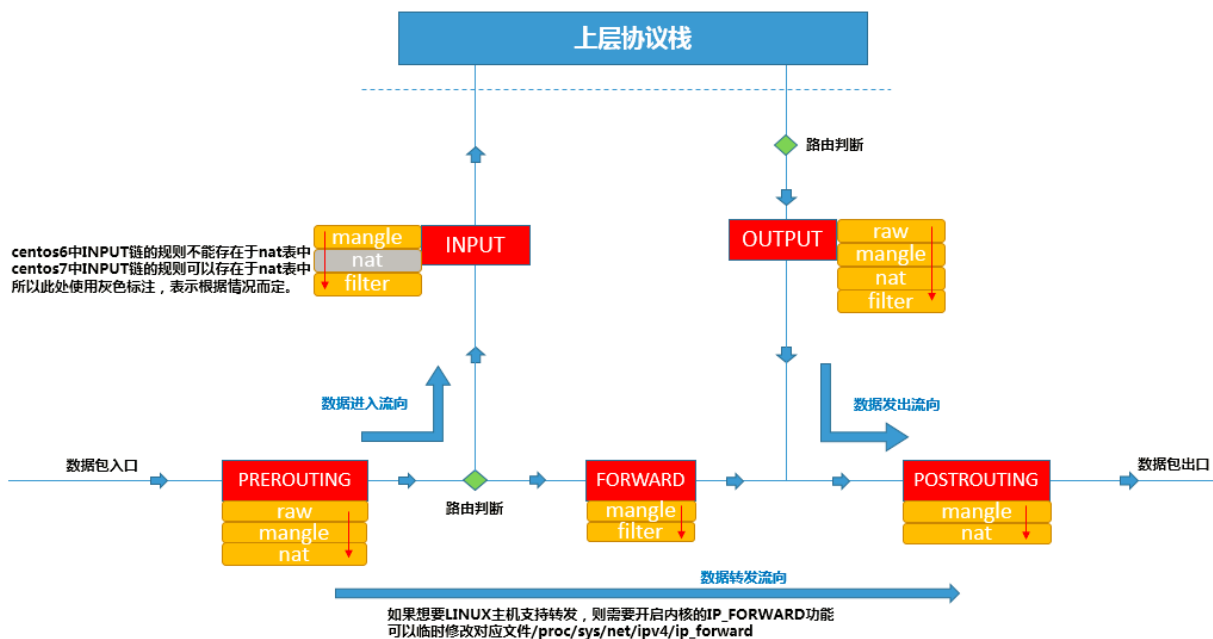 上层协议栈
路由判断
mangle
nat
filter
INPUT
OUTPUT
raw
mangle
nat
filter
centos6中INPUT链的规则不能存在于nat表中
centos7中INPUT链的规则可以存在于nat表中
所以此处使用灰色标注，表示根据情况而定。
数据进入流向
数据发出流向
数据包入口
PREROUTING
raw
mangle
nat
路由判断
FORWARD
mangle
filter
POSTROUTING
mangle
nat
数据包出口
数据转发流向
如果想要LINUX主机支持转发，则需要开启内核的IP_FORWARD功能
可以临时修改对应文件/proc/sys/net/ipv4/ip_forward